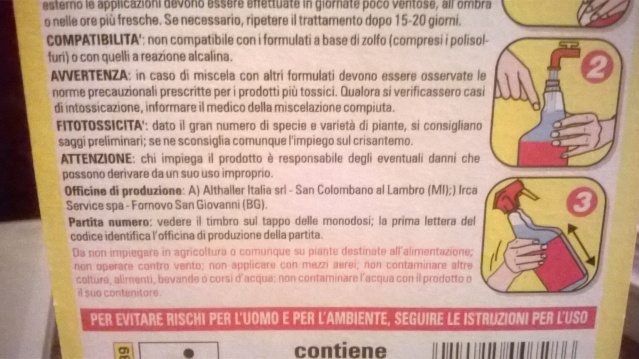 esterno le applicazioni devono essere effettuate in giornate poco ventose, all'ombra
o nelle ore più fresche. Se necessario, ripetere il trattamento dopo 15-20 giorni.
COMPATIBILITA': non compatibile con i formulati a base di zolfo (compresi i polisol-
furi) o con quelli a reazione alcalina.
AVVERTENZA: in caso di miscela con altri formulati devono essere osservate le
norme precauzionali prescritte per i prodotti più tossici. Qualora si verificassero casi
di intossicazione, informare il medico della miscelazione compiuta.
FITOTOSSICITA': dato il gran numero di specie e varietà di piante, si consigliano
saggi preliminari; se ne sconsiglia comunque l'impiego sul crisantemo.
ATTENZIONE: chi impiega il prodotto è responsabile degli eventuali danni che
possono derivare da un suo uso improprio.
Officine di produzione: A) Althaller Italia srl - San Colombano al Lambro (MI);) Irca
Service spa - Fornovo San Giovanni (BG).
Partita numero: vedere il timbro sul tappo delle monodosi; la prima lettera del
codice identifica l'officina di produzione della partita.
Da non impiegare in agricoltura o comunque su piante destinate all'alimentazione;
non operare contro vento; non applicare con mezzi aerei; non contaminare altre
colture, alimenti, bevande o corsi d'acqua; non contaminare l'acqua con il prodotto o
il suo contenitore.
PER EVITARE RISCHI PER L'UOMO E PER L'AMBIENTE, SEGUIRE LE ISTRUZIONI PER L'USO
contiene
2
3